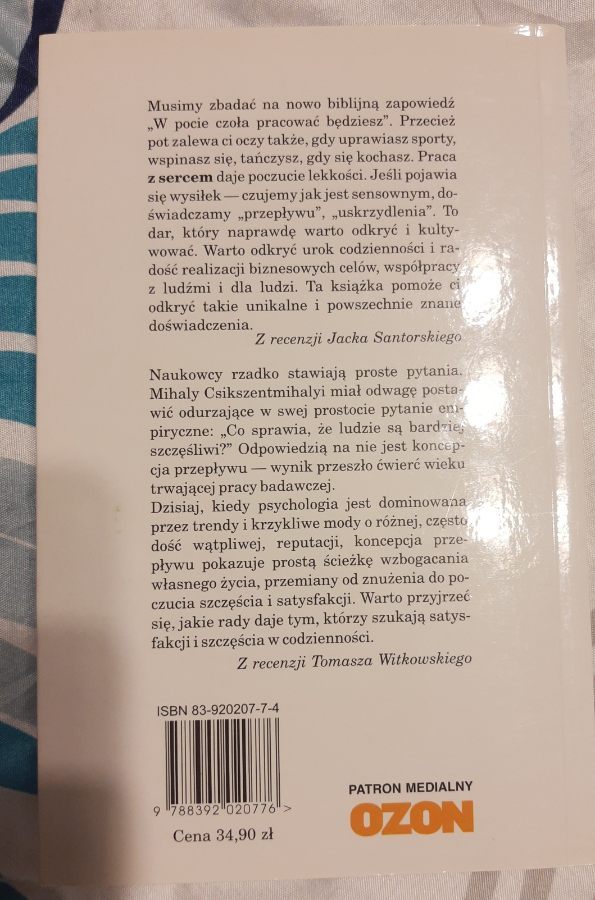 Musimy zbadać na nowo biblijną zapowiedź
„W pocie czoła pracować będziesz”. Przecież
pot zalewa ci oczy także, gdy uprawiasz sporty,
wspinasz się, tańczysz, gdy się kochasz. Praca
z sercem daje poczucie lekkości. Jeśli pojawia
się wysiłek — czujemy jak jest sensownym, do-
świadczamy „przepływu”, „uskrzydlenia”. To
dar, który naprawdę warto odkryć i kulty-
wować. Warto odkryć urok codzienności i ra-
dość realizacji biznesowych celów, współpracy
z ludźmi i dla ludzi. Ta książka pomoże ci
odkryć takie unikalne i powszechnie znane
doświadczenia.
Z recenzji Jacka Santorskiego
Naukowcy rzadko stawiają proste pytania.
Mihaly Csikszentmihalyi miał odwagę posta-
wić odurzające w swej prostocie pytanie em-
piryczne: „Co sprawia, że ludzie są bardziej
szczęśliwi?” Odpowiedzią na nie jest koncep-
cja przepływu — wynik przeszło ćwierć wieku
trwającej pracy badawczej.
Dzisiaj, kiedy psychologia jest dominowana
przez trendy i krzykliwe mody o różnej, często
dość wątpliwej, reputacji, koncepcja prze-
pływu pokazuje prostą ścieżkę wzbogacania
własnego życia, przemiany od znużenia do po-
czucia szczęścia i satysfakcji. Warto przyjrzeć
się, jakie rady daje tym, którzy szukają satys-
fakcji i szczęścia w codzienności.
Z recenzji Tomasza Witkowskiego
ISBN 83-920207-7-4
9 788392 020776 >
Cena 34,90 zł
PATRON MEDIALNY
OZON